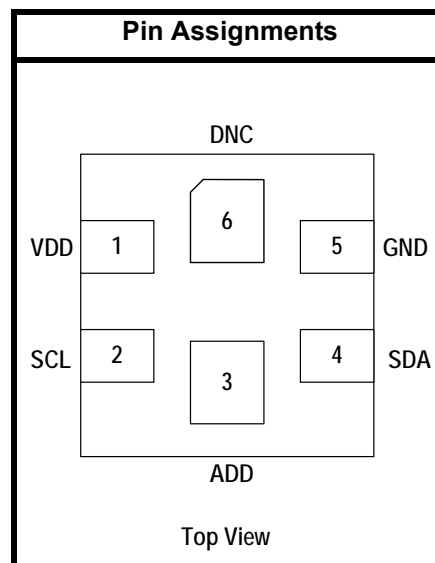 Pin Assignments
DNC
6
VDD 1 5 GND
SCL 2 4 SDA
3
ADD
Top View